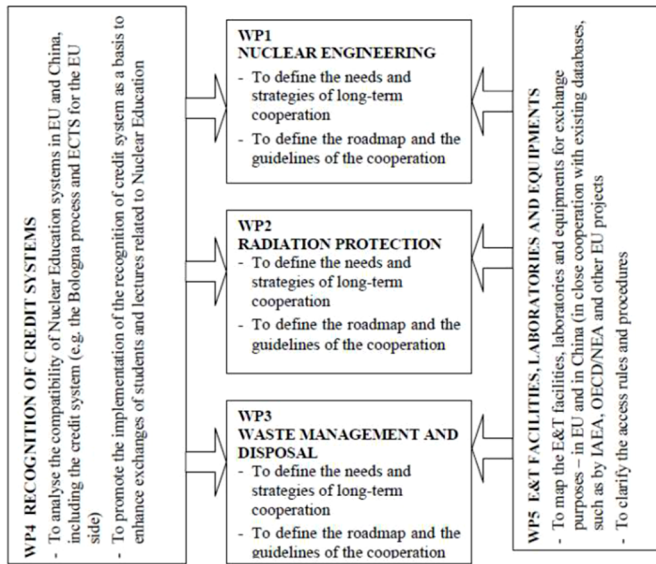 WP4 RECOGNITION OF CREDIT SYSTEMS
- To analyse the compatibility of Nuclear Education systems in EU and China,
including the credit system (e.g. the Bologna process and ECTS for the EU
side)
- To promote the implementation of the recognition of credit system as a basis to
enhance exchanges of students and lectures related to Nuclear Education
WP1
NUCLEAR ENGINEERING
- To define the needs and
strategies of long-term
cooperation
- To define the roadmap and the
guidelines of the cooperation
WP2
RADIATION PROTECTION
- To define the needs and
strategies of long-term
cooperation
- To define the roadmap and the
guidelines of the cooperation
WP3
WASTE MANAGEMENT AND
DISPOSAL
- To define the needs and
strategies of long-term
cooperation
- To define the roadmap and the
guidelines of the cooperation
WP5 E&T FACILITIES, LABORATORIES AND EQUIPMENTS
- To map the E&T facilities, laboratories and equipments for exchange
purposes – in EU and in China (in close cooperation with existing databases,
such as by IAEA, OECD/NEA and other EU projects
- To clarify the access rules and procedures